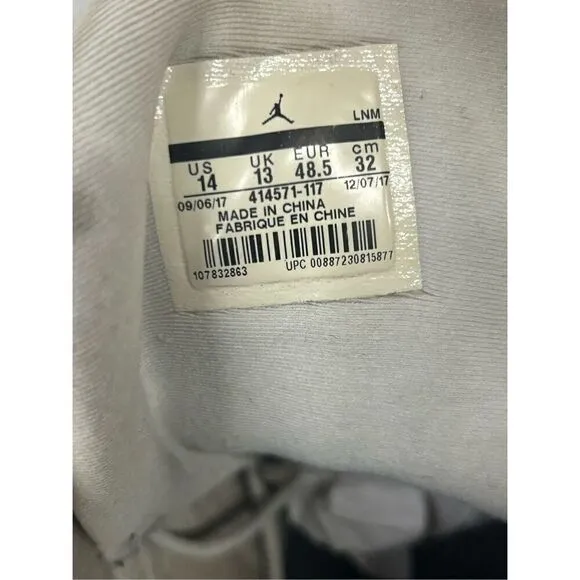 LNM
US UK EUR cm
14 13 48.5 32
09/06/17 414571-117 12/07/17
MADE IN CHINA
FABRIQUE EN CHINE
107832863 UPC 00887230815877